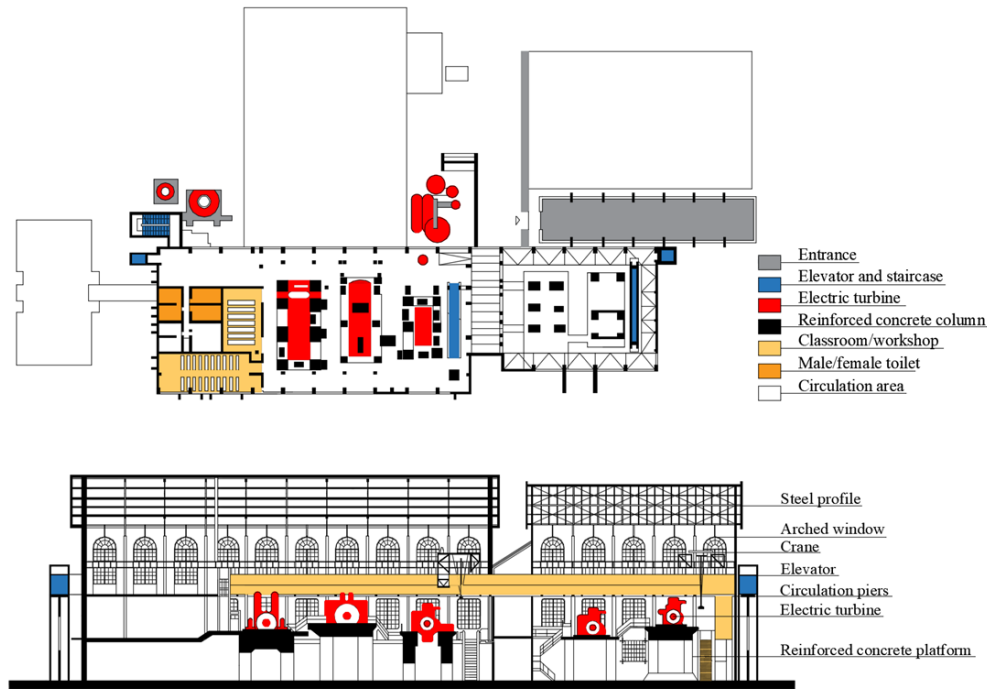 Entrance
Elevator and staircase
Electric turbine
Reinforced concrete column
Classroom/workshop
Male/female toilet
Circulation area
Steel profile
Arched window
Crane
Elevator
Circulation piers
Electric turbine
Reinforced concrete platform